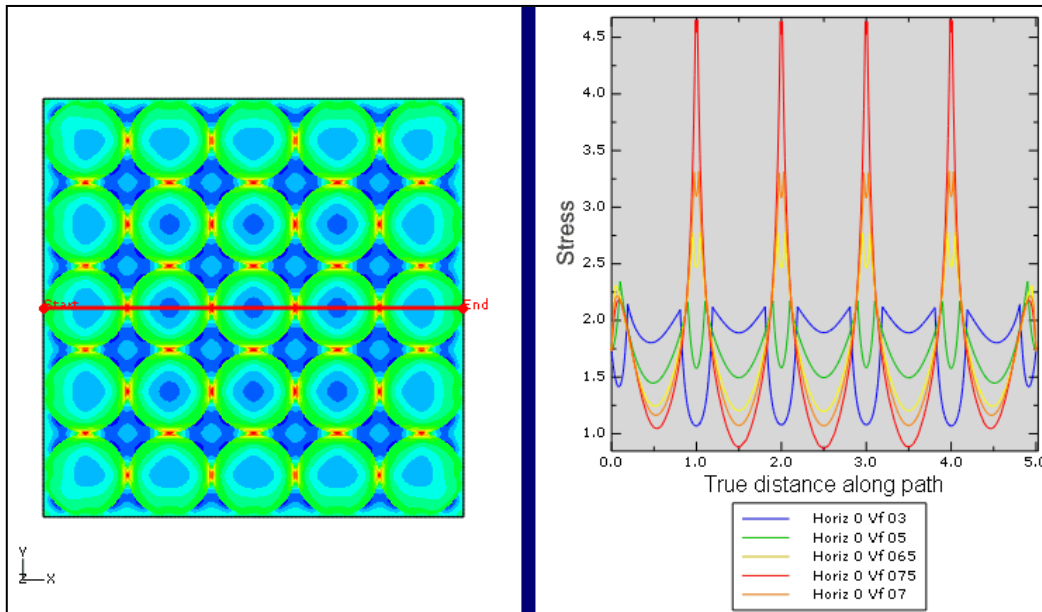 Start
End
Y
Z
X
Stress
4.5
4.0
3.5
3.0
2.5
2.0
1.5
1.0
0.0
1.0
2.0
3.0
4.0
5.0
True distance along path
Horiz 0 Vf 03
Horiz 0 Vf 05
Horiz 0 Vf 065
Horiz 0 Vf 075
Horiz 0 Vf 07